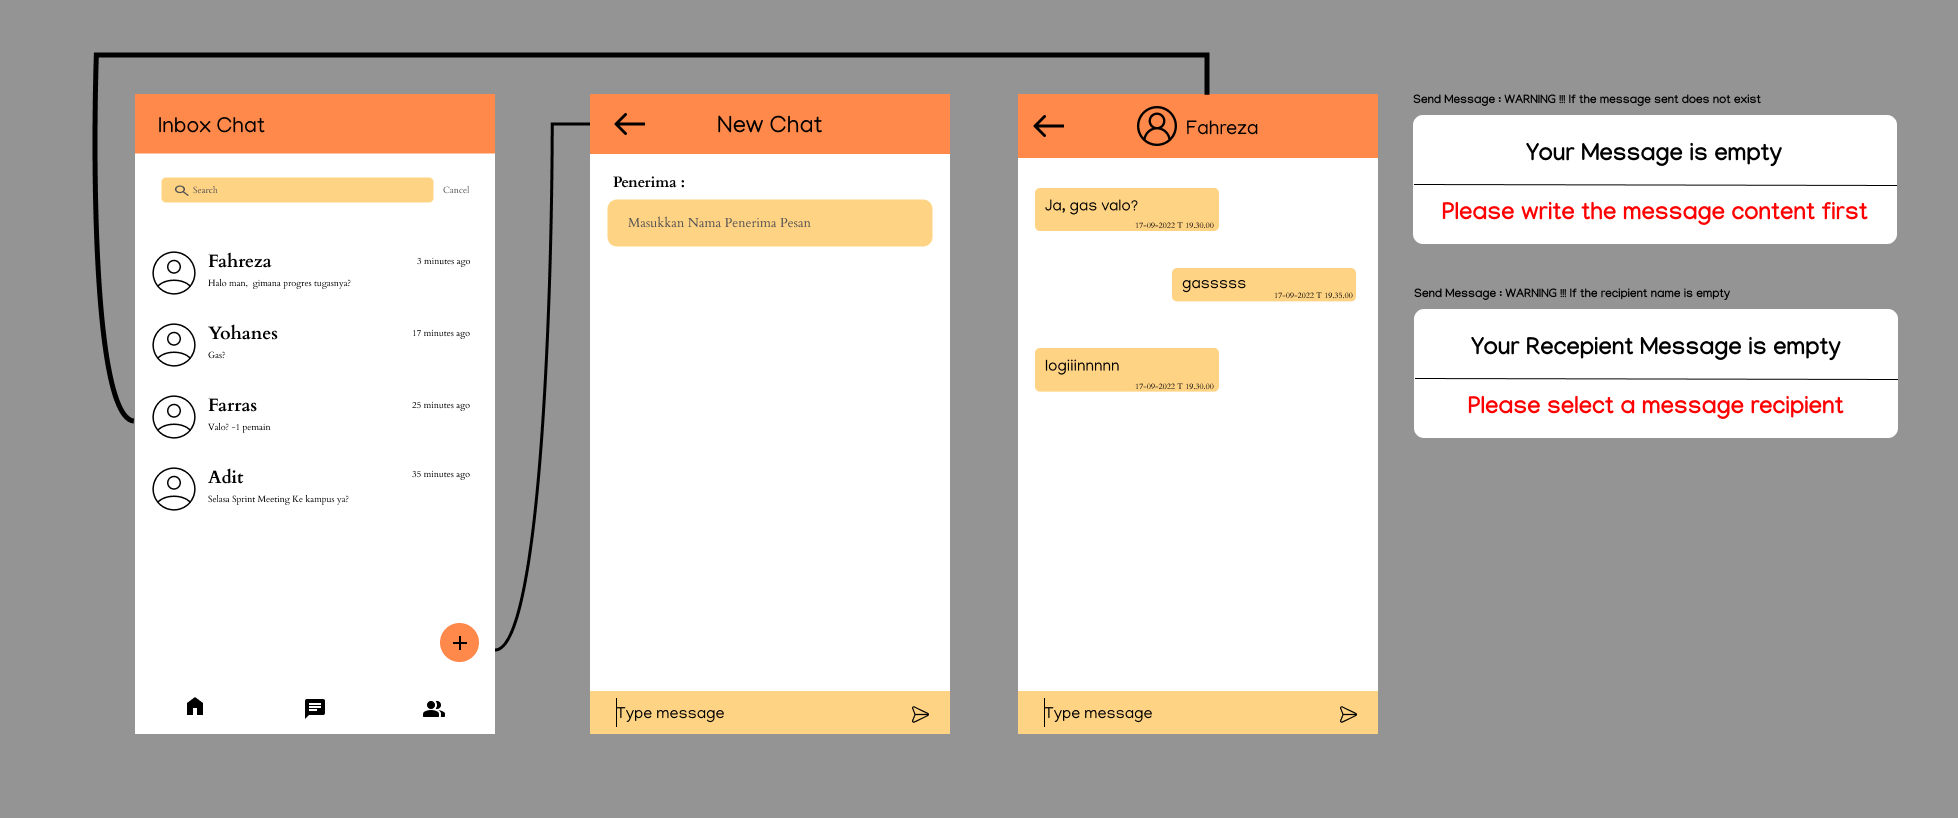 Inbox Chat
Search
Cancel
Fahreza
3 minutes ago
Halo man, gimana progres tugasnya?
Yohanes
17 minutes ago
Gas?
Farras
25 minutes ago
Valo? -1 pemain
Adit
35 minutes ago
Selasa Sprint Meeting Ke kampus ya?
New Chat
Penerima :
Masukkan Nama Penerima Pesan
Type message
Fahreza
Ja, gas valo?
17-09-2022 T 19.30.00
gasssss
17-09-2022 T 19.35.00
logiiinnnnn
17-09-2022 T 19.30.00
Type message
Send Message : WARNING !!! If the message sent does not exist
Your Message is empty
Please write the message content first
Send Message : WARNING !!! If the recipient name is empty
Your Recepient Message is empty
Please select a message recipient